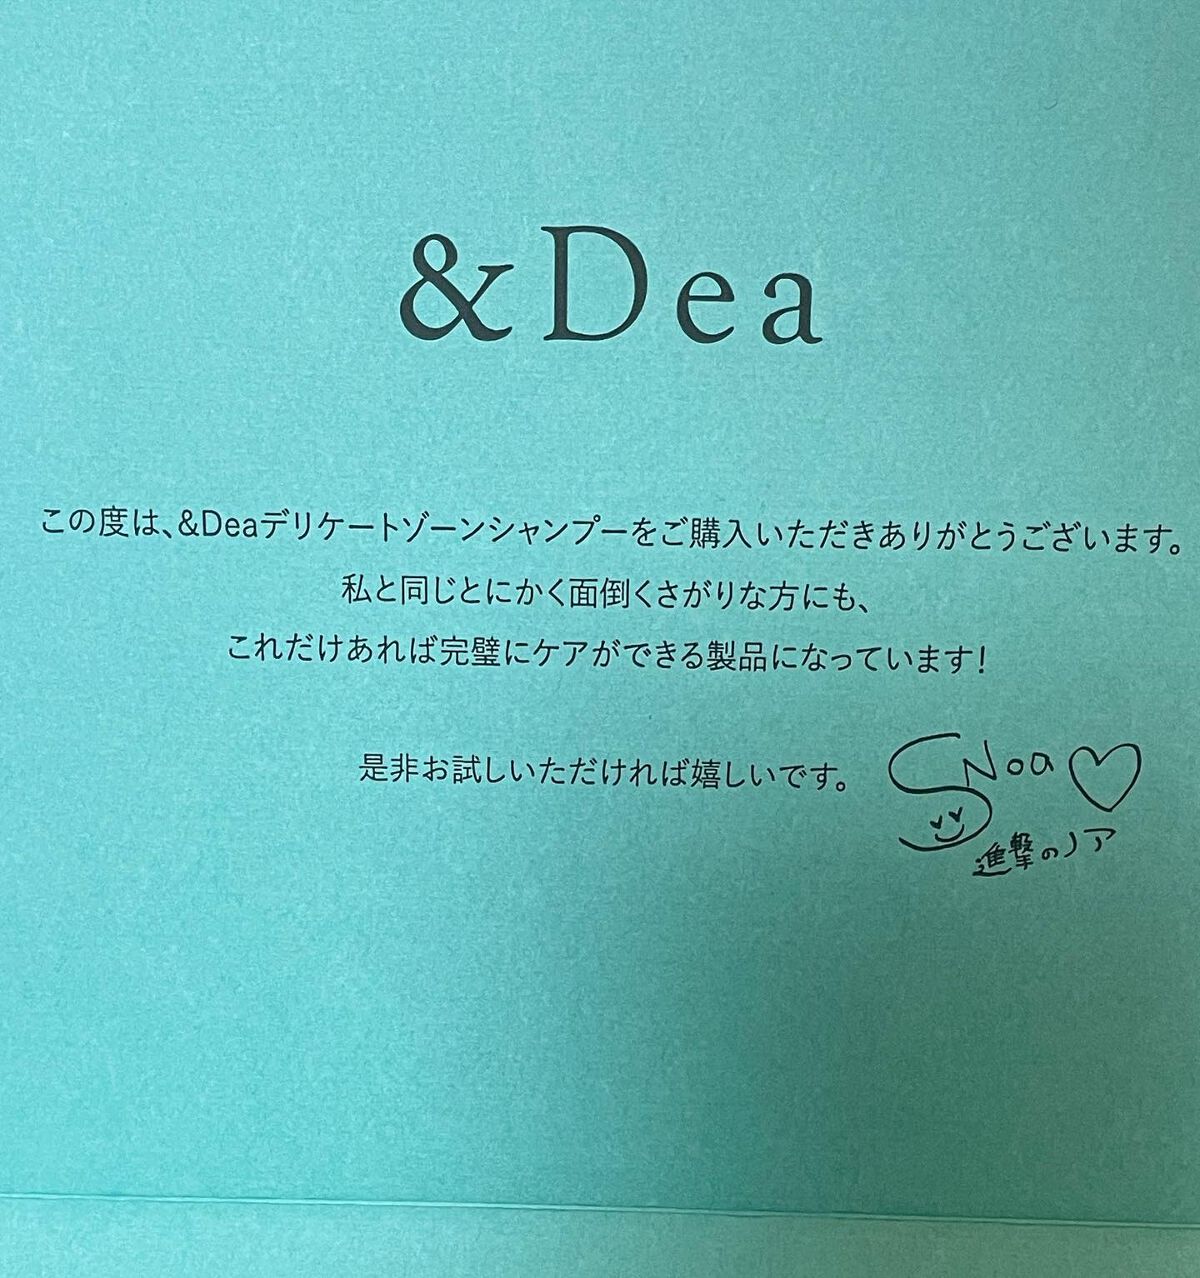 &Dea
この度は、&Deaデリケートゾーンシャンプーをご購入いただきありがとうございます。
私と同じとにかく面倒くさがりな方にも、
これだけあれば完璧にケアができる製品になっています!
是非お試しいただければ嬉しいです。
SNoa♡
進撃のノア